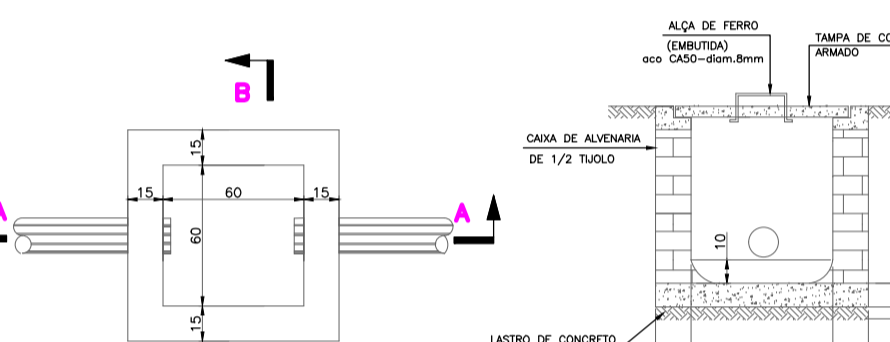 B
A
A
15
15
60
15
60
15
ALÇA DE FERRO
(EMBUTIDA)
aco CA50-diam.8mm
TAMPA DE CO
ARMADO
CAIXA DE ALVENARIA
DE 1/2 TIJOLO
10
LASTRO DE CONCRETO